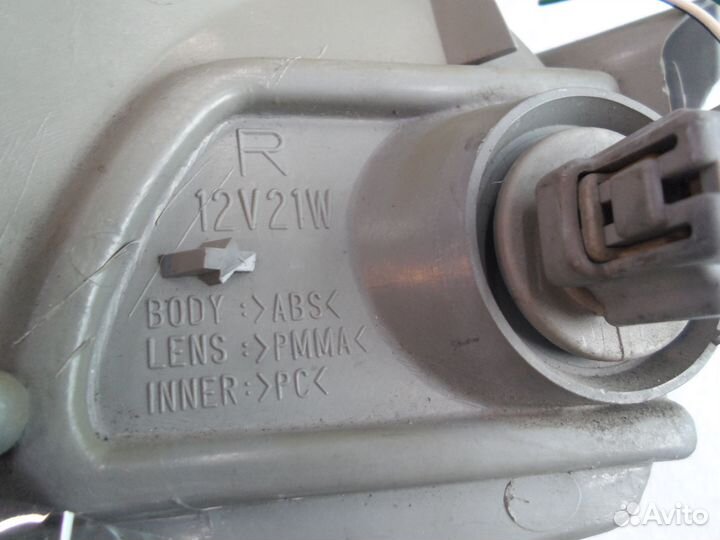 R
12V21W
BODY :>ABS<
LENS :>PMMA<
INNER:>PC<
Avito